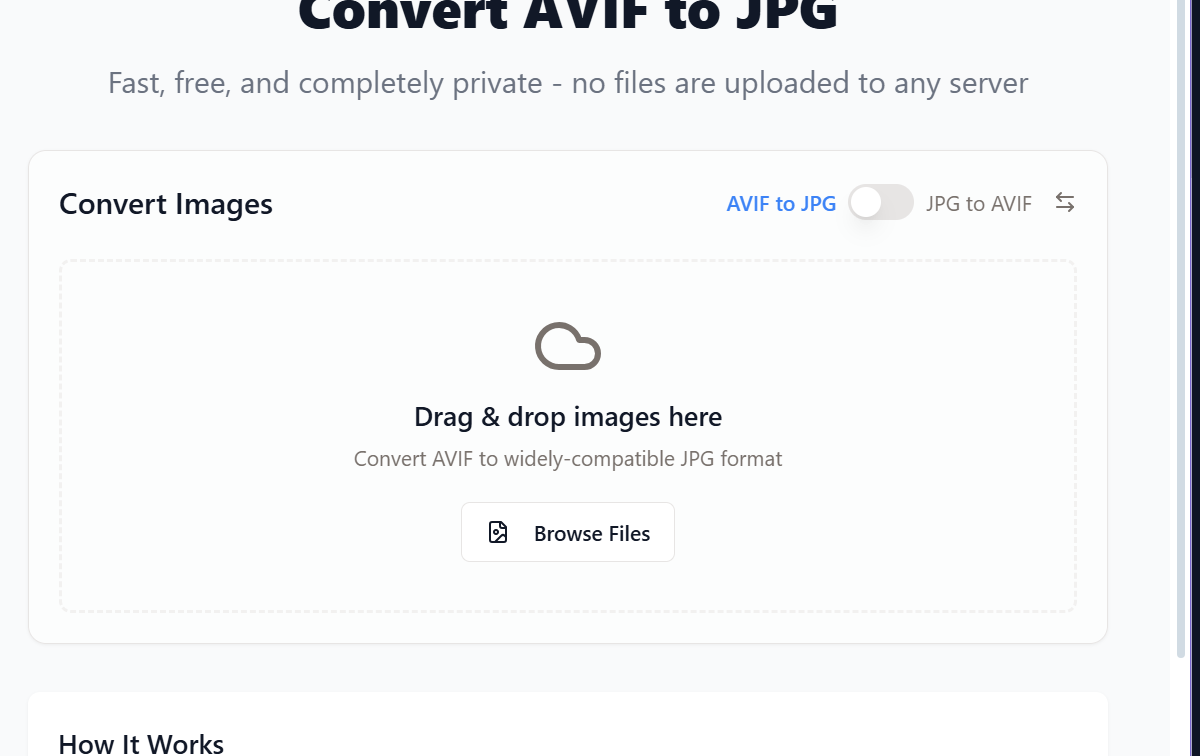 Convert AVIF to JPG
Fast, free, and completely private - no files are uploaded to any server
Convert Images
AVIF to JPG
JPG to AVIF
Drag & drop images here
Convert AVIF to widely-compatible JPG format
Browse Files
How It Works